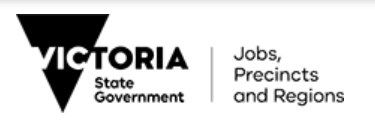 VICTORIA
State
Government
Jobs,
Precincts
and Regions